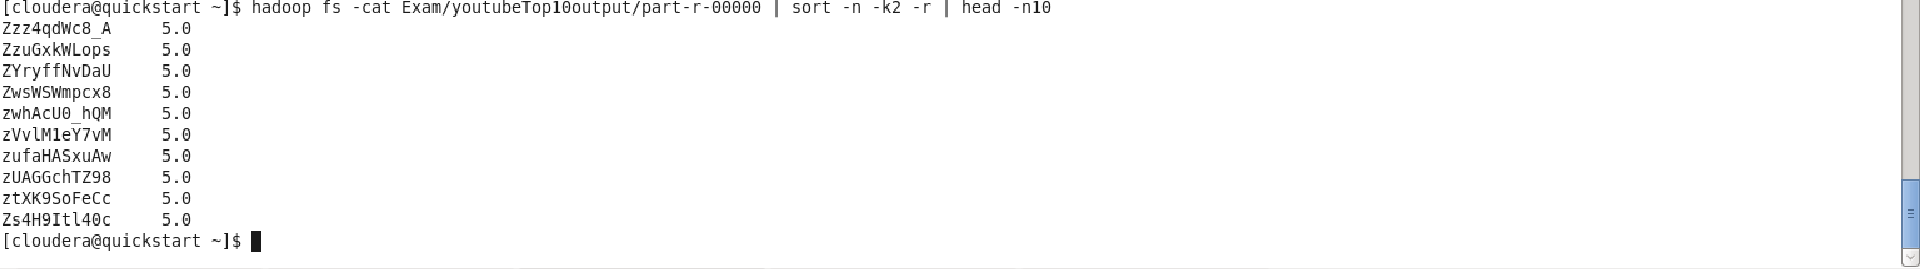 [cloudera@quickstart ~]$ hadoop fs -cat Exam/youtubeTop10output/part-r-00000 | sort -n -k2 -r | head -n10
Zzz4qdWc8_A     5.0
ZzuGxkWLops     5.0
ZYryffNvDaU     5.0
ZwsWSWmpcx8     5.0
zwhAcU0_hQM     5.0
zVvlM1eY7vM     5.0
zufaHASxuAw     5.0
zUAGGchTZ98     5.0
ztXK9SoFeCc     5.0
Zs4H9Itl40c     5.0
[cloudera@quickstart ~]$